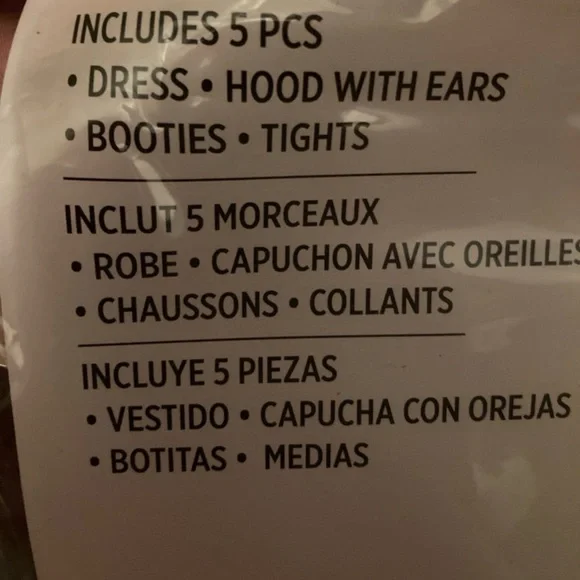 INCLUDES 5 PCS
• DRESS • HOOD WITH EARS
• BOOTIES • TIGHTS
INCLUT 5 MORCEAUX
• ROBE • CAPUCHON AVEC OREILLES
• CHAUSSONS • COLLANTS
INCLUYE 5 PIEZAS
• VESTIDO • CAPUCHA CON OREJAS
• BOTITAS • MEDIAS